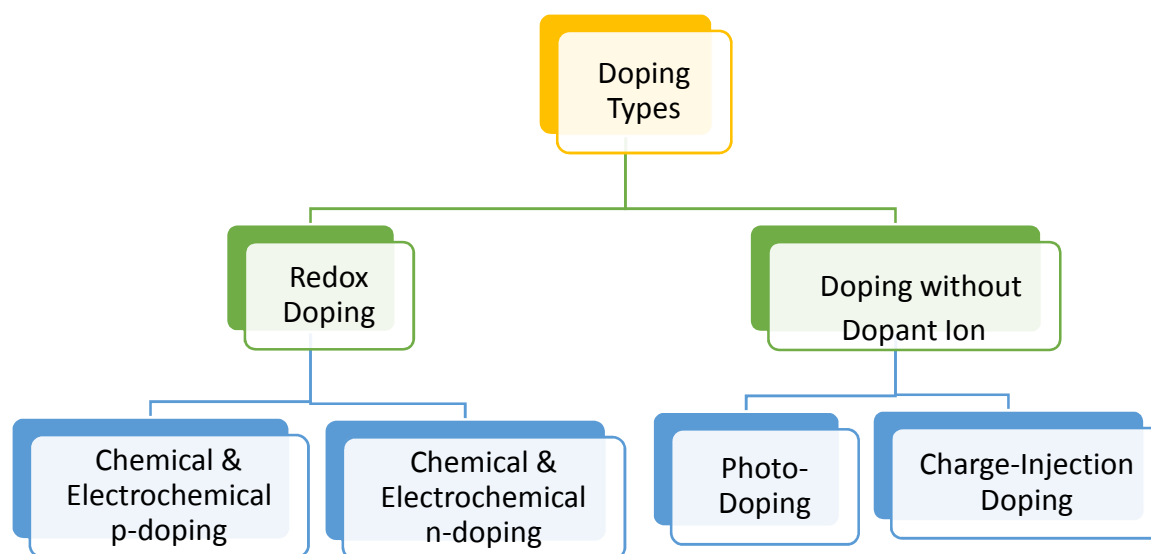 Doping
Types
Redox
Doping
Doping without
Dopant Ion
Chemical &
Electrochemical
p-doping
Chemical &
Electrochemical
n-doping
Photo-
Doping
Charge-Injection
Doping